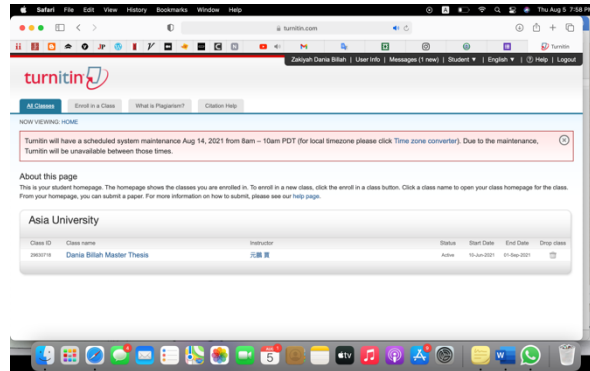 Safari File Edit View History Bookmarks Window Help Thu Aug 5 7:58 P
turnitin.com
Turnitin
Zakiyah Dania Billah | User Info | Messages (1 new) | Student ▼ | English ▼ | Help | Logout
turnitin
All Classes Enroll in a Class What is Plagiarism? Citation Help
NOW VIEWING: HOME
Turnitin will have a scheduled system maintenance Aug 14, 2021 from 8am – 10am PDT (for local timezone please click Time zone converter). Due to the maintenance,
Turnitin will be unavailable between those times.
About this page
This is your student homepage. The homepage shows the classes you are enrolled in. To enroll in a new class, click the enroll in a class button. Click a class name to open your class homepage for the class.
From your homepage, you can submit a paper. For more information on how to submit, please see our help page.
Asia University
Class ID Class name Instructor Status Start Date End Date Drop class
Dania Billah Master Thesis Active 10-Jun-2021 01-Sep-2021
5
tv